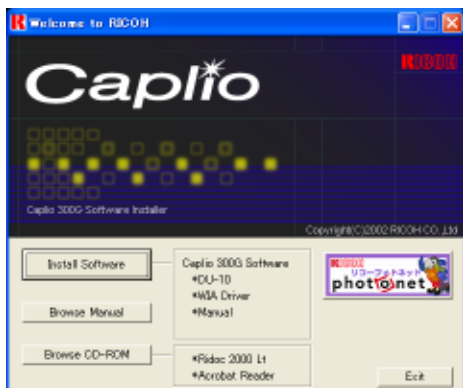 R Welcome to RICOH
Caplio
RICOH
Caplio 300G Software Installer
Copyright(C)2002 RICOH CO.,Ltd
Install Software
Browse Manual
Browse CD-ROM
Caplio 300G Software
*DU-10
*WIA Driver
*Manual
*Ridoc 2000 Lt
*Acrobat Reader
RICOH
リコーフォトネット
photo net
Exit